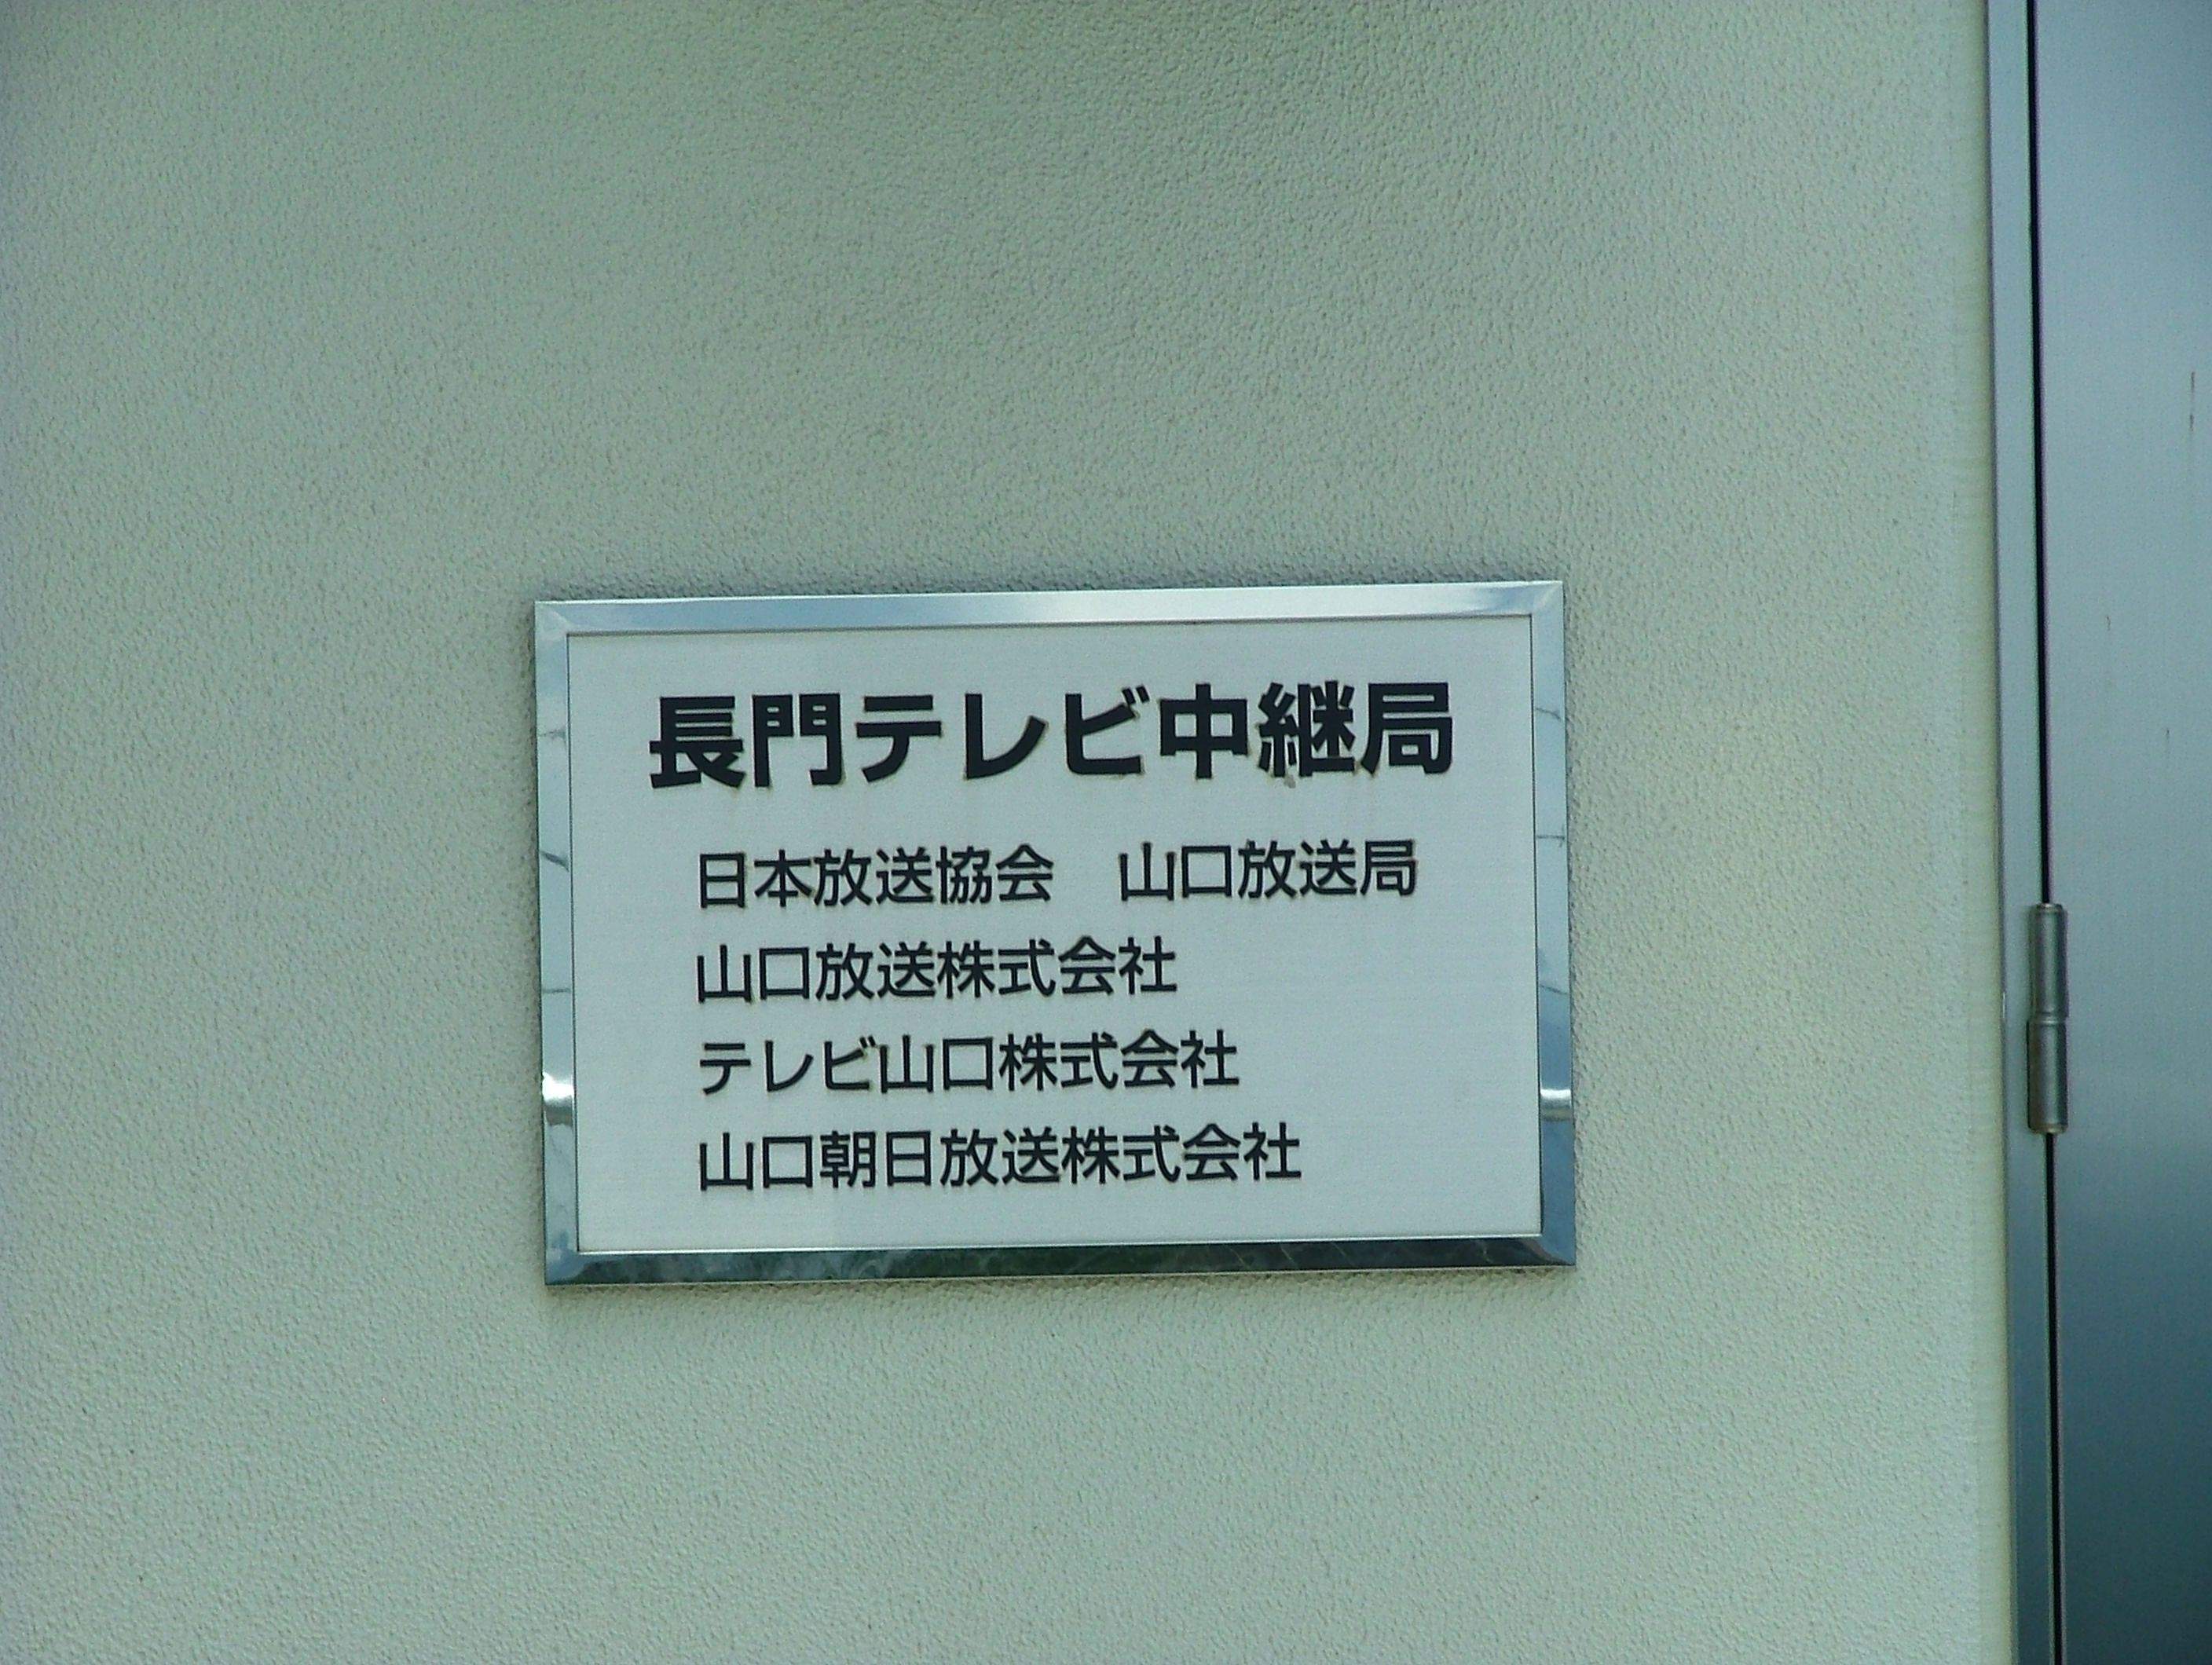 長門テレビ中継局
日本放送協会　山口放送局
山口放送株式会社
テレビ山口株式会社
山口朝日放送株式会社